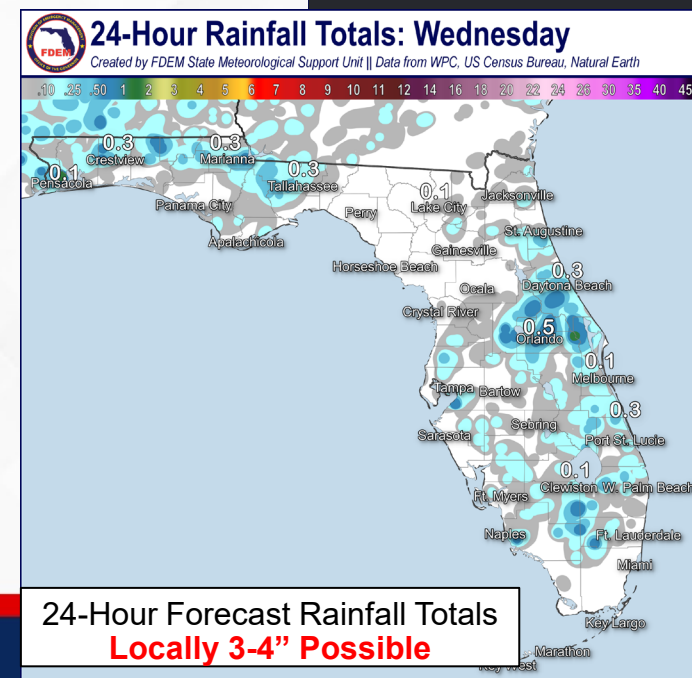 24-Hour Rainfall Totals: Wednesday
FDEM
Created by FDEM State Meteorological Support Unit || Data from WPC, US Census Bureau, Natural Earth
.10 .25 .50 1 2 3 4 5 6 7 8 9 10 11 12 14 16 18 20 22 24 26 30 35 40 45
0.3 0.3
Crestview Marianna
0.1 0.3
Pensacola Tallahassee
0.1
Panama City Perry Lake City Jacksonville
Apalachicola St. Augustine
Gainesville
Horseshoe Beach 0.3
Ocala Daytona Beach
Crystal River
0.5
Orlando
0.1
Melbourne
Tampa Bartow
0.3
Sebring
Sarasota Port St. Lucie
0.1
Clewiston W. Palm Beach
Ft. Myers
Naples Ft. Lauderdale
Miami
24-Hour Forecast Rainfall Totals
Key Largo
Locally 3-4” Possible
Marathon
Key West